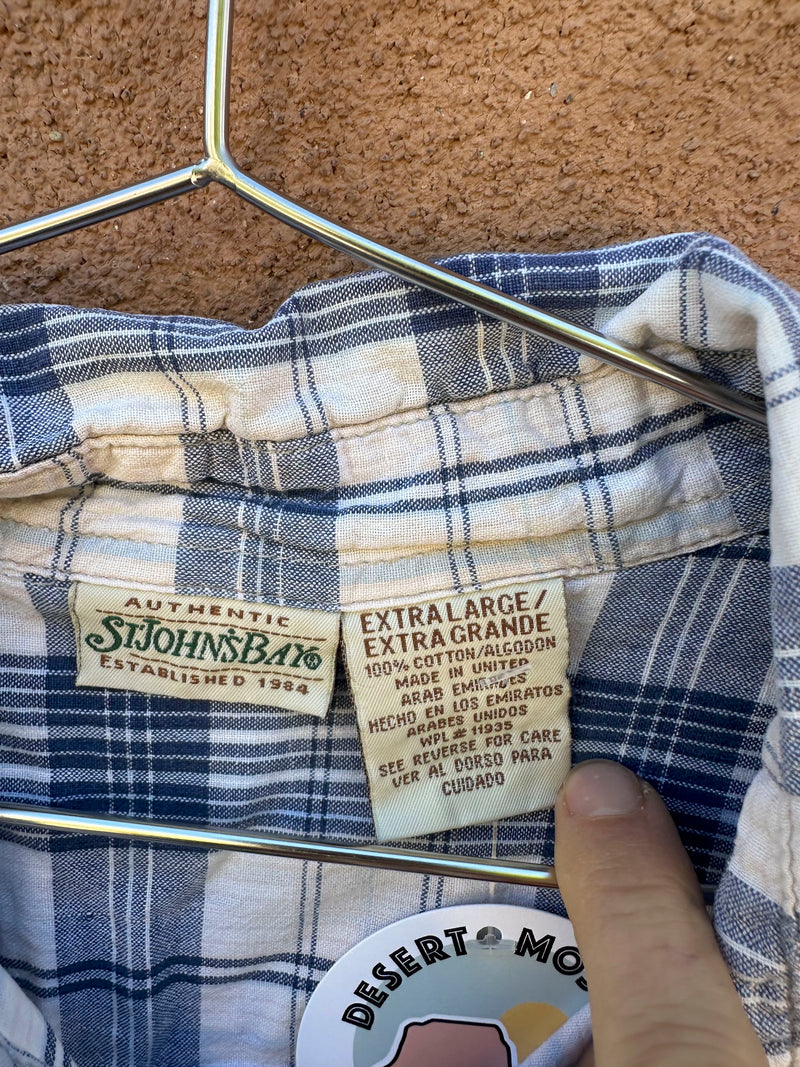 AUTHENTIC
ST JOHN'S BAY®
ESTABLISHED 1984
EXTRA LARGE/
EXTRA GRANDE
100% COTTON/ALGODON
MADE IN UNITED
ARAB EMIRATES
HECHO EN LOS EMIRATOS
ARABES UNIDOS
WPL # 11935
SEE REVERSE FOR CARE
VER AL DORSO PARA
CUIDADO
DESERT